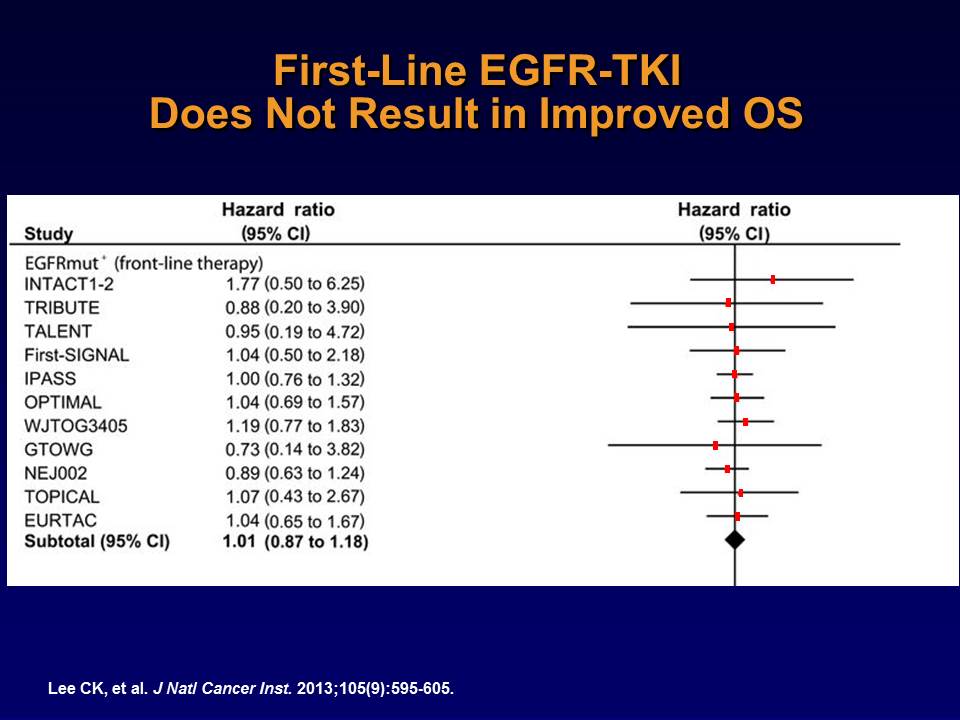 First-Line EGFR-TKI
Does Not Result in Improved OS
Hazard ratio Hazard ratio
Study (95% CI) (95% CI)
EGFRmut+ (front-line therapy)
INTACT1-2 1.77 (0.50 to 6.25)
TRIBUTE 0.88 (0.20 to 3.90)
TALENT 0.95 (0.19 to 4.72)
First-SIGNAL 1.04 (0.50 to 2.18)
IPASS 1.00 (0.76 to 1.32)
OPTIMAL 1.04 (0.69 to 1.57)
WJTOG3405 1.19 (0.77 to 1.83)
GTOWG 0.73 (0.14 to 3.82)
NEJ002 0.89 (0.63 to 1.24)
TOPICAL 1.07 (0.43 to 2.67)
EURTAC 1.04 (0.65 to 1.67)
Subtotal (95% CI) 1.01 (0.87 to 1.18)
Lee CK, et al. J Natl Cancer Inst. 2013;105(9):595-605.